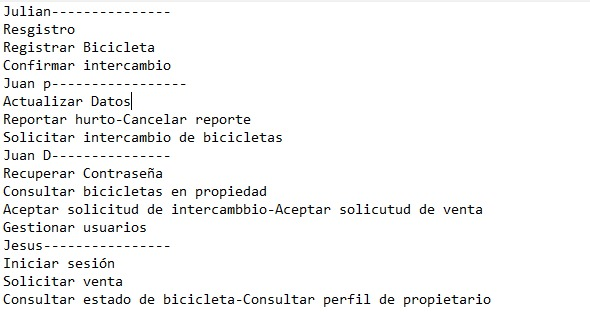 Julian---------------
Resgistro
Registrar Bicicleta
Confirmar intercambio
Juan p-----------------
Actualizar Datos
Reportar hurto-Cancelar reporte
Solicitar intercambio de bicicletas
Juan D---------------
Recuperar Contraseña
Consultar bicicletas en propiedad
Aceptar solicitud de intercambbio-Aceptar solicutud de venta
Gestionar usuarios
Jesus----------------
Iniciar sesión
Solicitar venta
Consultar estado de bicicleta-Consultar perfil de propietario